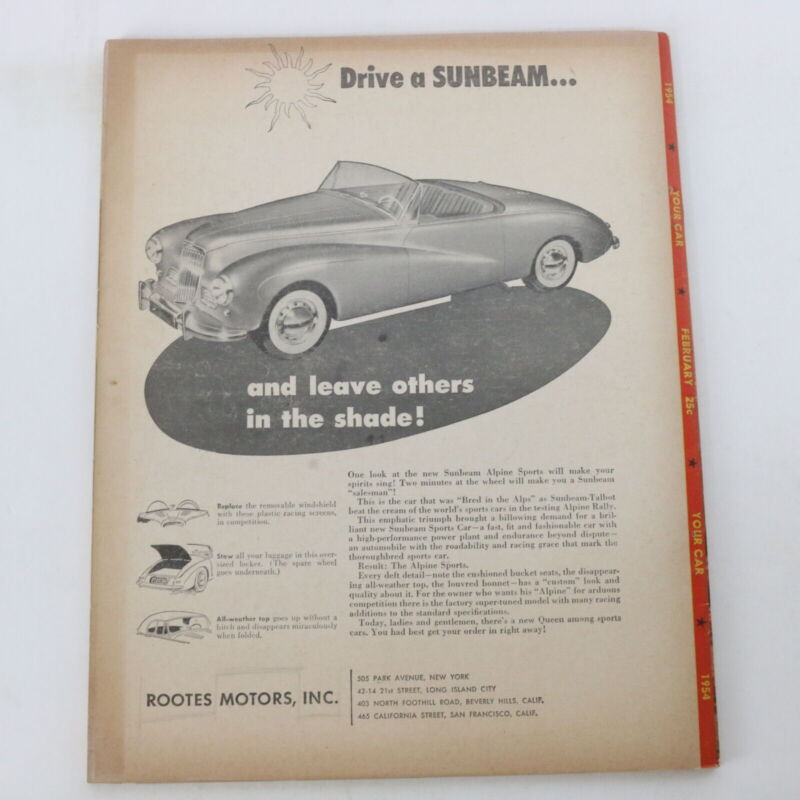 Drive a SUNBEAM...
and leave others
in the shade!
Replace the removable windshield
with these plastic racing screens,
in competition.
Stow all your luggage in this over-
sized locker. (The spare wheel
goes underneath.)
All-weather top goes up without a
hitch and disappears miraculously
when folded.
One look at the new Sunbeam Alpine Sports will make your
spirits sing! Two minutes at the wheel will make you a Sunbeam
"salesman"!
This is the car that was "Bred in the Alps" as Sunbeam-Talbot
beat the cream of the world's sports cars in the testing Alpine Rally.
This emphatic triumph brought a billowing demand for a bril-
liant new Sunbeam Sports Car—a fast, fit and fashionable car with
a high-performance power plant and endurance beyond dispute—
an automobile with the roadability and racing grace that mark the
thoroughbred sports car.
Result: The Alpine Sports.
Every deft detail—note the cushioned bucket seats, the disappear-
ing all-weather top, the louvred bonnet—has a "custom" look and
quality about it. For the owner who wants his "Alpine" for arduous
competition there is the factory super-tuned model with many racing
additions to the standard specifications.
Today, ladies and gentlemen, there's a new Queen among sports
cars. You had best get your order in right away!
ROOTES MOTORS, INC.
505 PARK AVENUE, NEW YORK
42-14 21st STREET, LONG ISLAND CITY
403 NORTH FOOTHILL ROAD, BEVERLY HILLS, CALIF.
465 CALIFORNIA STREET, SAN FRANCISCO, CALIF.
1954 ★ YOUR CAR ★ FEBRUARY 25c ★ YOUR CAR ★ 1954